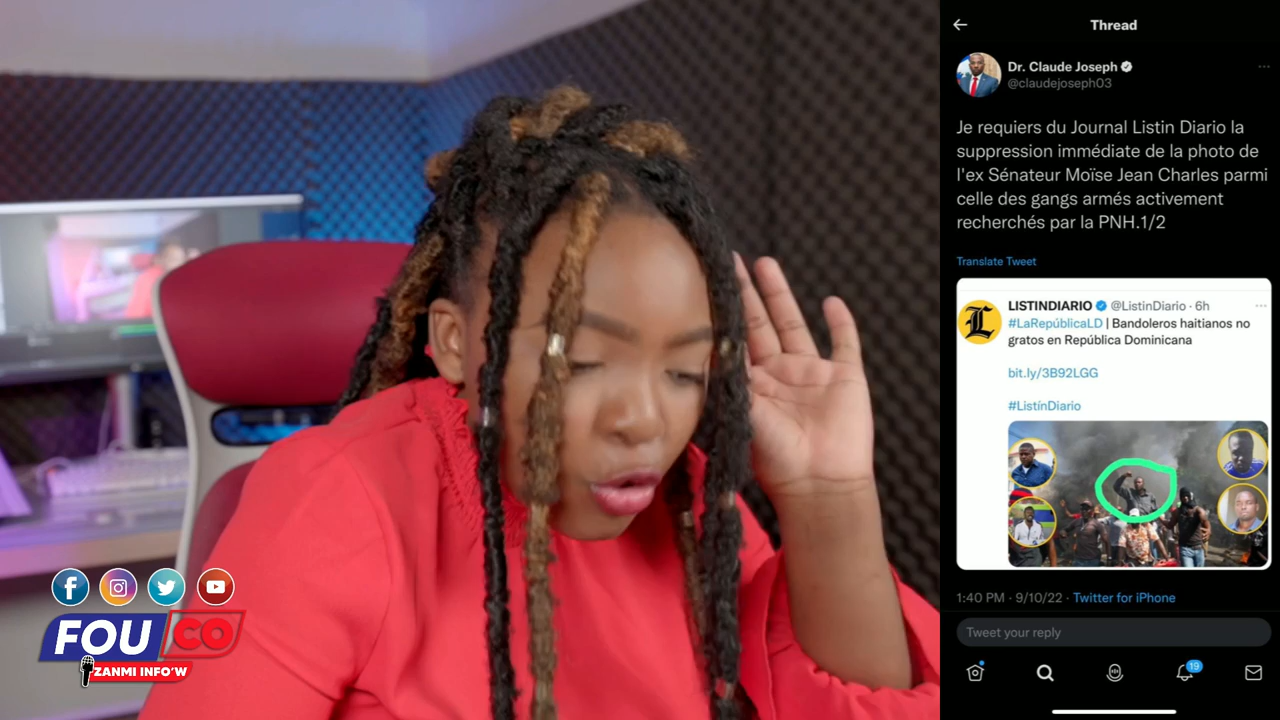 Thread
Dr. Claude Joseph
@claudejoseph03
Je requiers du Journal Listin Diario la
suppression immédiate de la photo de
l'ex Sénateur Moïse Jean Charles parmi
celle des gangs armés activement
recherchés par la PNH.1/2
Translate Tweet
LISTINDIARIO @ListinDiario · 6h
#LaRepúblicaLD | Bandoleros haitianos no
gratos en República Dominicana
bit.ly/3B92LGG
#ListínDiario
1:40 PM · 9/10/22 · Twitter for iPhone
Tweet your reply
19
FOU CO
ZANMI INFO'W